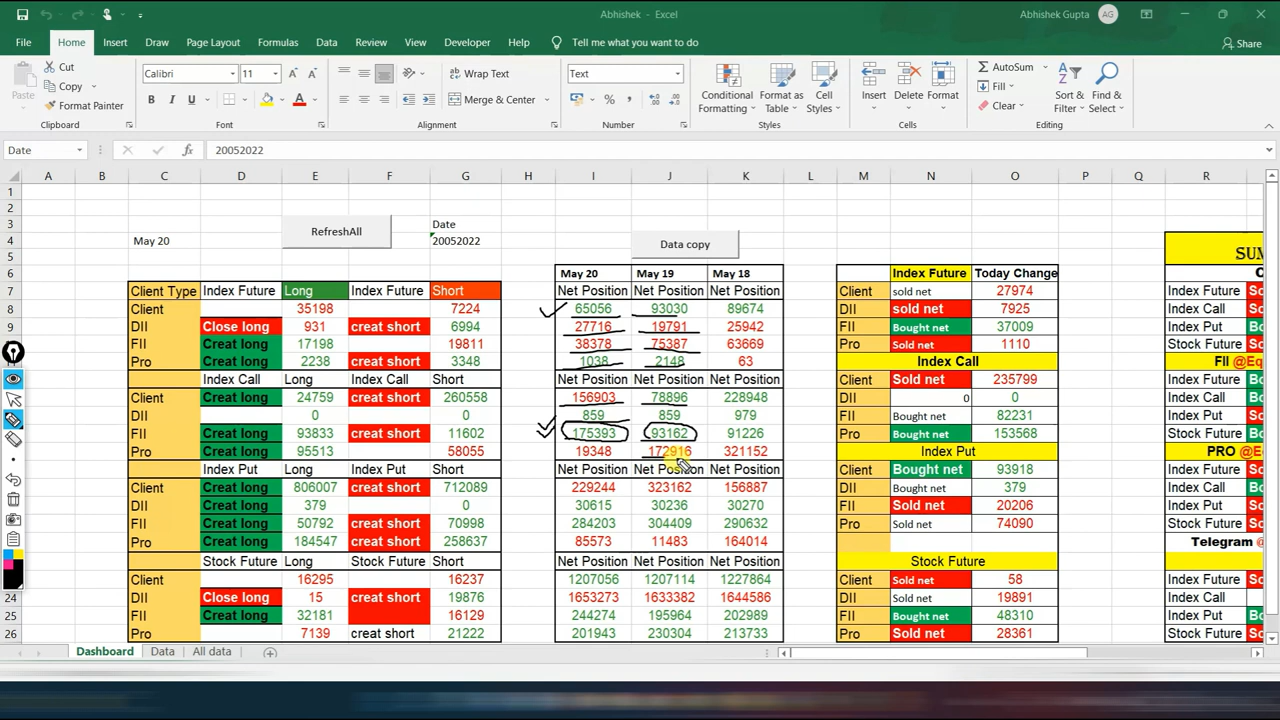 Abhishek - Excel
Abhishek Gupta AG
File Home Insert Draw Page Layout Formulas Data Review View Developer Help Tell me what you want to do Share
Paste Cut Copy Format Painter Clipboard
Calibri 11 B I U Font
Wrap Text Merge & Center Alignment
Text Number
Conditional Formatting Format as Table Cell Styles Styles
Insert Delete Format Cells
AutoSum Fill Clear Sort & Filter Find & Select Editing
Date 20052022
A B C D E F G H I J K L M N O P Q R
1
2
3 Date
RefreshAll
4 May 20 20052022
Data copy
5 SUM
6 May 20 May 19 May 18 Index Future Today Change
7 Client Type Index Future Long Index Future Short Net Position Net Position Net Position Client sold net 27974 Index Future
8 Client 35198 7224 65056 93030 89674 DII sold net 7925 Index Call
9 DII Close long 931 creat short 6994 27716 19791 25942 FII Bought net 37009 Index Put
FII Creat long 17198 19811 38378 75387 63669 Pro Sold net 1110 Stock Future
Pro Creat long 2238 creat short 3348 1038 2148 63 Index Call FII @Eq
Index Call Long Index Call Short Net Position Net Position Net Position Client Sold net 235799 Index Future
Client Creat long 24759 creat short 260558 156903 78896 228948 DII 0 0 Index Call
DII 0 0 859 859 979 FII Bought net 82231 Index Put
FII Creat long 93833 creat short 11602 175393 93162 91226 Pro Bought net 153568 Stock Future
Pro Creat long 95513 creat short 58055 19348 172916 321152 Index Put PRO @E
Index Put Long Index Put Short Net Position Net Position Net Position Client Bought net 93918 Index Future
Client Creat long 806007 creat short 712089 229244 323162 156887 DII Bought net 379 Index Call
DII Creat long 379 0 30615 30236 30270 FII Sold net 20206 Index Put
FII Creat long 50792 creat short 70998 284203 304409 290632 Pro Sold net 74090 Stock Future
Pro Creat long 184547 creat short 258637 85573 11483 164014 Telegram
Stock Future Long Stock Future Short Net Position Net Position Net Position Stock Future Index Future
Client 16295 16237 1207056 1207114 1227864 Client Sold net 58 Index Future
24 DII Close long 15 creat short 19876 1653273 1633382 1644586 DII Sold net 19891 Index Call
25 FII Creat long 32181 16129 244274 195964 202989 FII Bought net 48310 Index Put
26 Pro 7139 creat short 21222 201943 230304 213733 Pro Sold net 28361 Stock Future
Dashboard Data All data